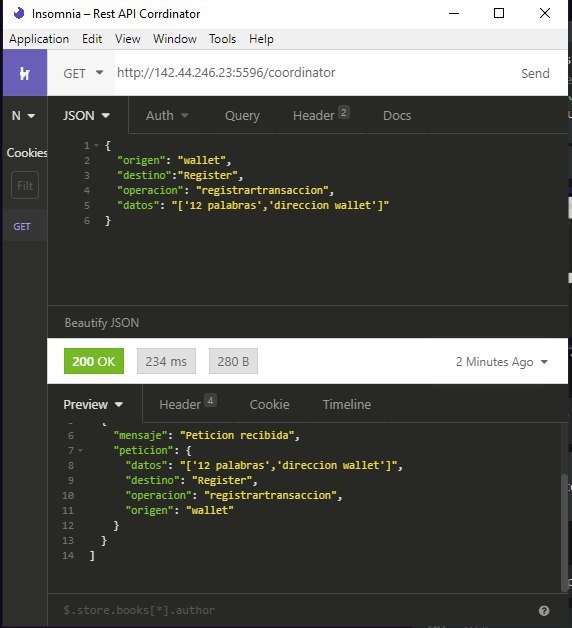 Insomnia – Rest API Corrdinator
Application Edit View Window Tools Help
GET http://142.44.246.23:5596/coordinator Send
N JSON Auth Query Header 2 Docs
Cookies
Filt
GET
1 {
2 "origen": "wallet",
3 "destino":"Register",
4 "operacion": "registrartransaccion",
5 "datos": "['12 palabras','direccion wallet']"
6 }
Beautify JSON
200 OK 234 ms 280 B 2 Minutes Ago
Preview Header 4 Cookie Timeline
6 "mensaje": "Peticion recibida",
7 "peticion": {
8 "datos": "['12 palabras','direccion wallet']",
9 "destino": "Register",
10 "operacion": "registrartransaccion",
11 "origen": "wallet"
12 }
13 }
14 ]
$.store.books[*].author